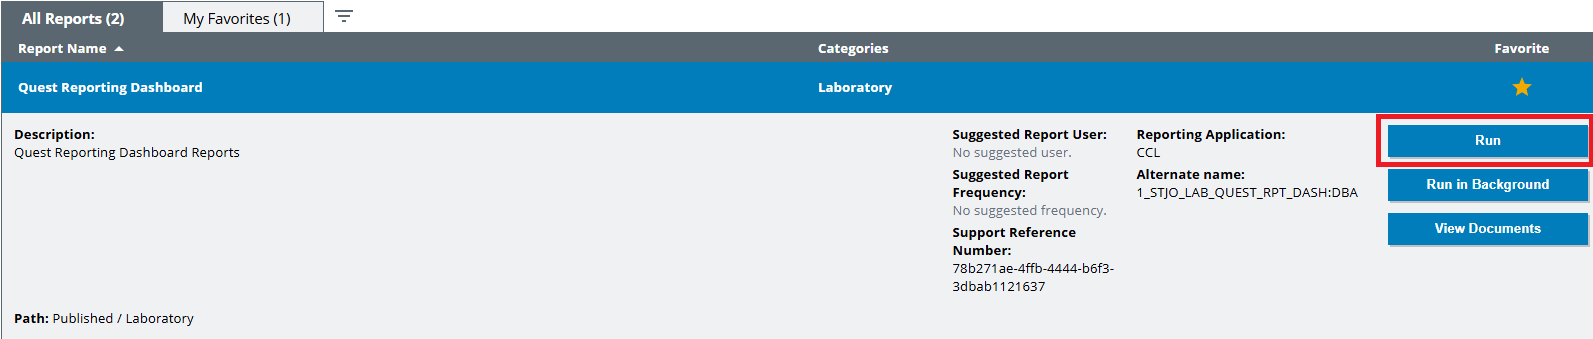 All Reports (2)
My Favorites (1)
Report Name
Categories
Favorite
Quest Reporting Dashboard
Laboratory
Description:
Quest Reporting Dashboard Reports
Suggested Report User:
No suggested user.
Suggested Report
Frequency:
No suggested frequency.
Support Reference
Number:
78b271ae-4ffb-4444-b6f3-
3dbab1121637
Reporting Application:
CCL
Alternate name:
1_STJO_LAB_QUEST_RPT_DASH:DBA
Run
Run in Background
View Documents
Path: Published / Laboratory